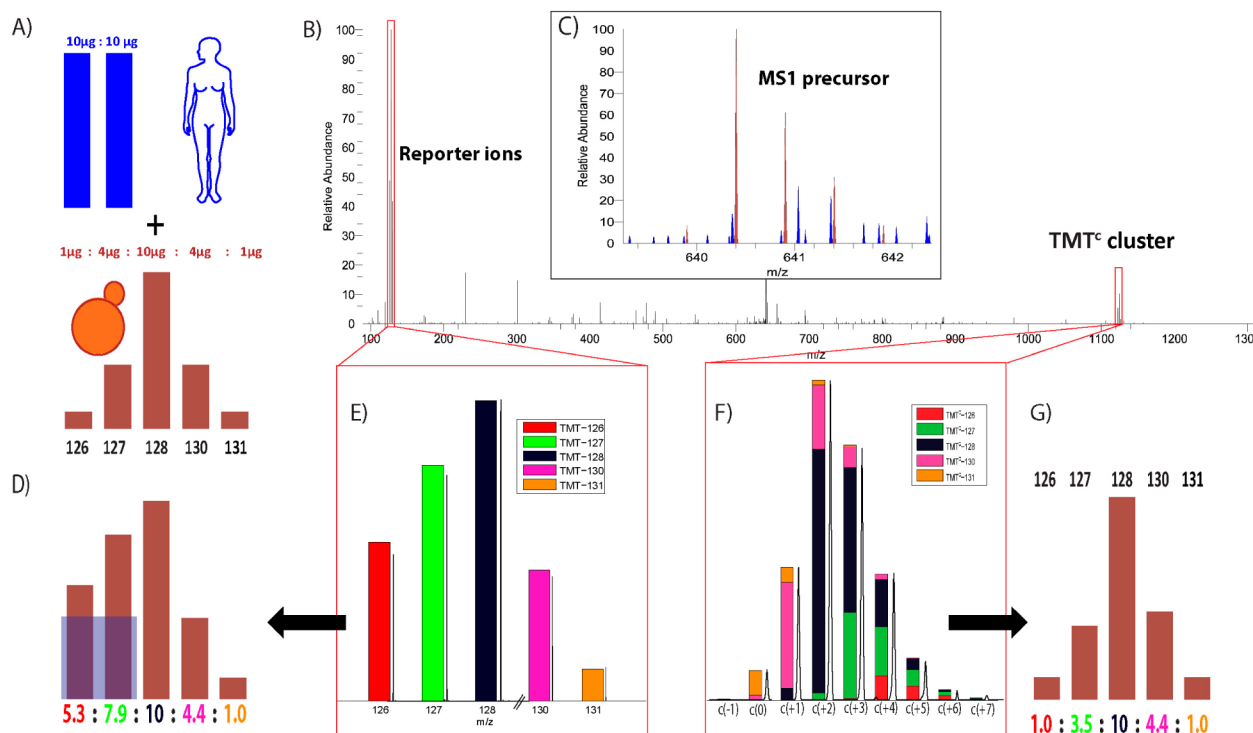 A)
10µg : 10 µg
+
1µg : 4µg : 10µg : 4µg : 1µg
126 127 128 130 131
B)
Relative Abundance
100
90
80
70
60
50
40
30
20
10
0
Reporter ions
100 200 300 400 500 600 700 800 900 1000 1100 1200 130
m/z
TMTᶜ cluster
C)
Relative Abundance
100
90
80
70
60
50
40
30
20
10
0
MS1 precursor
640 641 642
m/z
D)
5.3 : 7.9 : 10 : 4.4 : 1.0
E)
TMT-126
TMT-127
TMT-128
TMT-130
TMT-131
126 127 128 130 131
m/z
F)
TMTᶜ-126
TMTᶜ-127
TMTᶜ-128
TMTᶜ-130
TMTᶜ-131
c(-1) c(0) c(+1) c(+2) c(+3) c(+4) c(+5) c(+6) c(+7)
G)
126 127 128 130 131
1.0 : 3.5 : 10 : 4.4 : 1.0